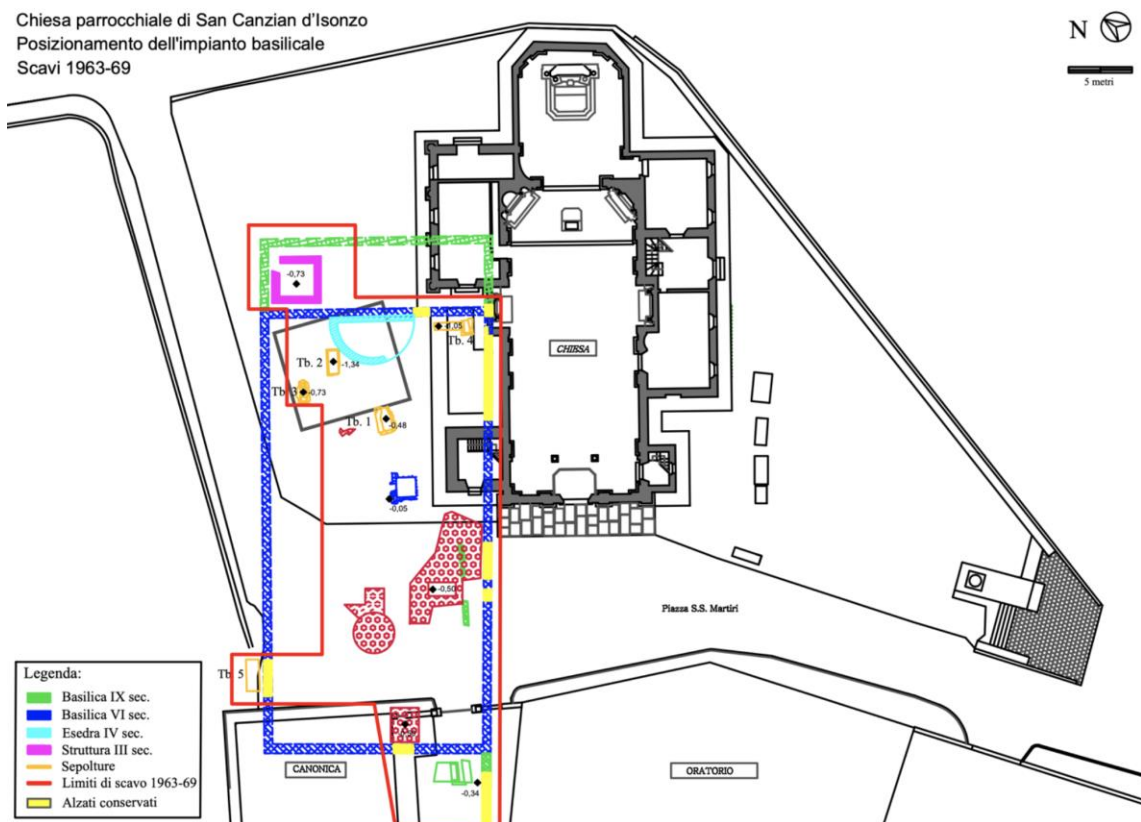 Chiesa parrocchiale di San Canzian d'Isonzo
Posizionamento dell'impianto basilicale
Scavi 1963-69
N
5 metri
-0,73
-1,05
Tb. 4
Tb. 2
-1,34
Tb. 3
-0,73
Tb. 1
-0,48
CHIESA
-0,05
-0,50
Piazza S.S. Martiri
Tb. 5
CANONICA
-0,34
ORATORIO
Legenda:
Basilica IX sec.
Basilica VI sec.
Esedra IV sec.
Struttura III sec.
Sepolture
Limiti di scavo 1963-69
Alzati conservati